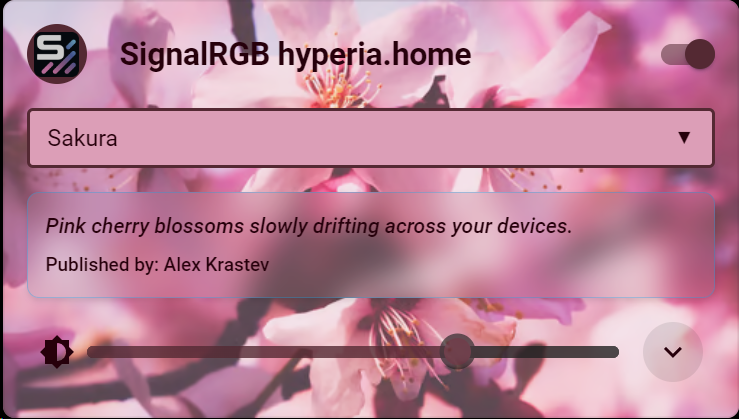 SignalRGB hyperia.home
Sakura
Pink cherry blossoms slowly drifting across your devices.
Published by: Alex Krastev